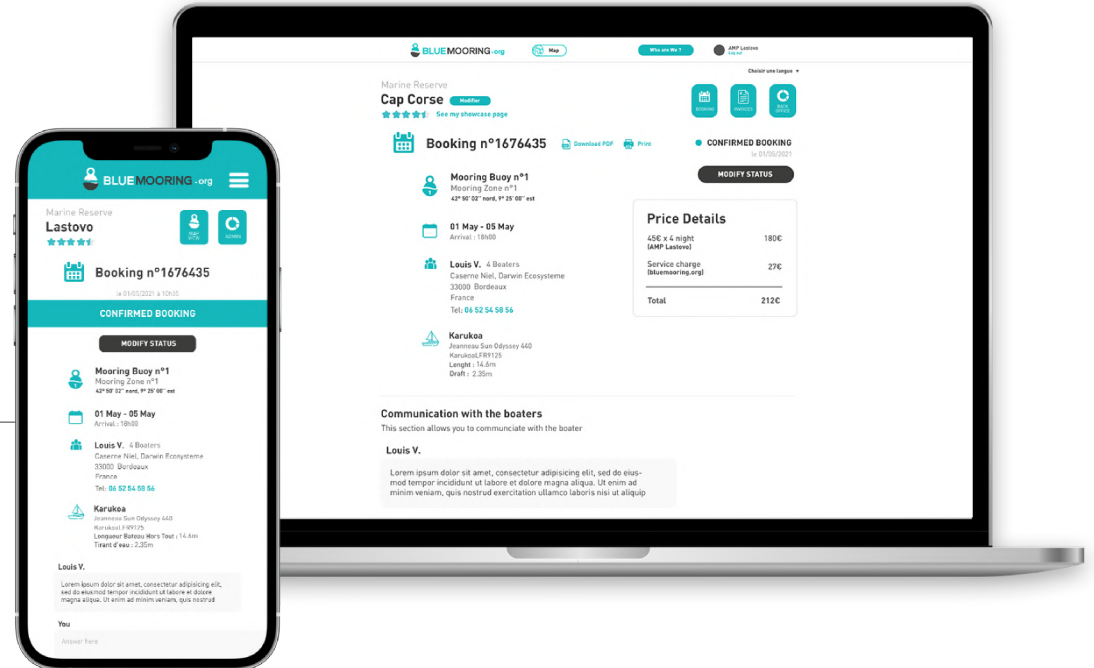 BLUEMOORING.org
Map
Who are We ?
AMP Lastovo
Log out
Choisir une langue
Marine Reserve
Cap Corse
Modifier
See my showcase page
BOOKING
INVOICES
BACK OFFICE
Booking n°1676435
Download PDF
Print
CONFIRMED BOOKING
le 01/05/2021
MODIFY STATUS
Mooring Buoy n°1
Mooring Zone n°1
42° 50' 02'' nord, 9° 25' 08'' est
01 May - 05 May
Arrival : 18h00
Louis V. 4 Boaters
Caserne Niel, Darwin Ecosysteme
33000 Bordeaux
France
Tel: 06 52 54 58 56
Karukoa
Jeanneau Sun Odyssey 440
Karukoa|,FR9125
Lenght : 14.6m
Draft : 2.35m
Price Details
45€ x 4 night 180€
(AMP Lastovo)
Service charge 27€
(bluemooring.org)
Total 212€
Communication with the boaters
This section allows you to communciate with the boater
Louis V.
Lorem ipsum dolor sit amet, consectetur adipisicing elit, sed do eius-
mod tempor incididunt ut labore et dolore magna aliqua. Ut enim ad
minim veniam, quis nostrud exercitation ullamco laboris nisi ut aliquip
BLUEMOORING.org
Marine Reserve
Lastovo
MAP VIEW
ADMIN
Booking n°1676435
le 01/05/2021 à 10h35
CONFIRMED BOOKING
MODIFY STATUS
Mooring Buoy n°1
Mooring Zone n°1
42° 50' 02'' nord, 9° 25' 08'' est
01 May - 05 May
Arrival : 18h00
Louis V. 4 Boaters
Caserne Niel, Darwin Ecosysteme
33000 Bordeaux
France
Tel: 06 52 54 58 56
Karukoa
Jeanneau Sun Odyssey 440
Karukoa|,FR9125
Longueur Bateau Hors Tout : 14.6m
Tirant d'eau : 2.35m
Louis V.
Lorem ipsum dolor sit amet, consectetur adipisicing elit,
sed do eiusmod tempor incididunt ut labore et dolore
magna aliqua. Ut enim ad minim veniam, quis nostrud
You
Answer here